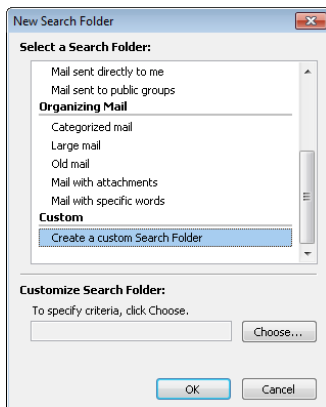 New Search Folder
Select a Search Folder:
Mail sent directly to me
Mail sent to public groups
Organizing Mail
Categorized mail
Large mail
Old mail
Mail with attachments
Mail with specific words
Custom
Create a custom Search Folder
Customize Search Folder:
To specify criteria, click Choose.
Choose...
OK
Cancel